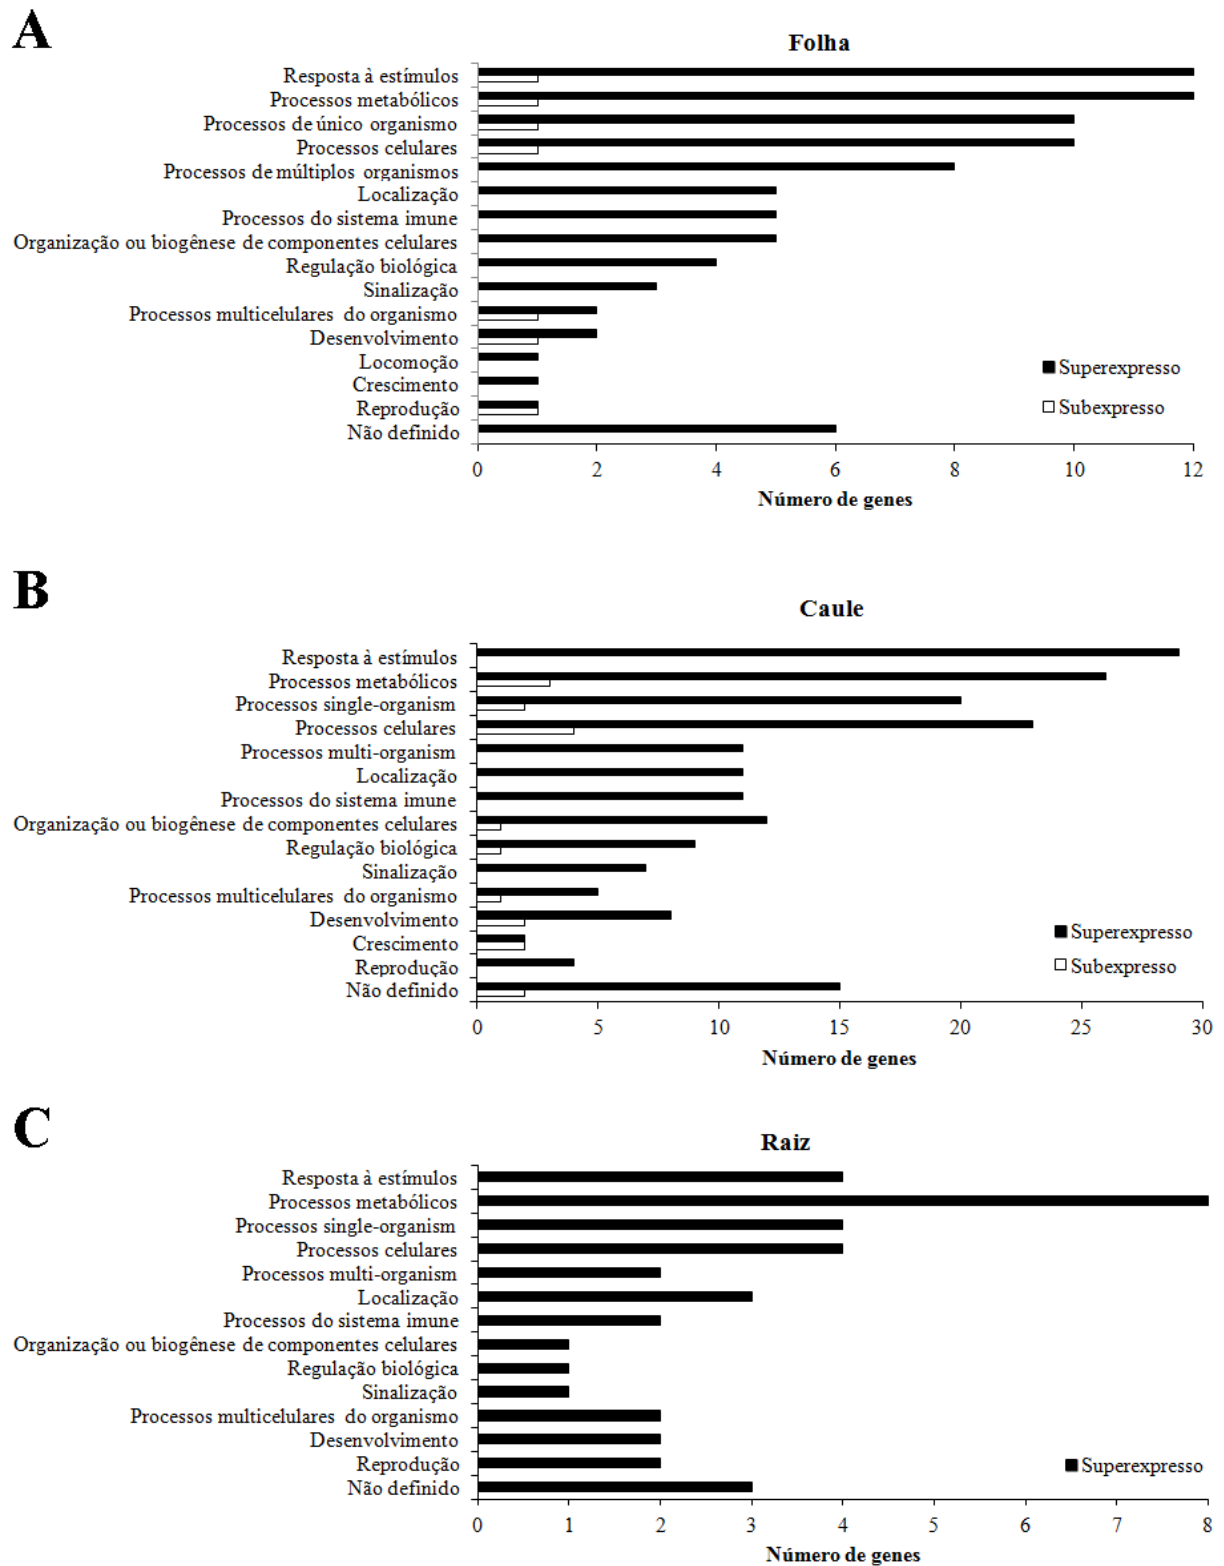 A
Folha
Resposta à estímulos
Processos metabólicos
Processos de único organismo
Processos celulares
Processos de múltiplos organismos
Localização
Processos do sistema imune
Organização ou biogênese de componentes celulares
Regulação biológica
Sinalização
Processos multicelulares do organismo
Desenvolvimento
Locomoção
Crescimento
Reprodução
Não definido
Superexpresso
Subexpresso
0 2 4 6 8 10 12
Número de genes
B
Caule
Resposta à estímulos
Processos metabólicos
Processos single-organism
Processos celulares
Processos multi-organism
Localização
Processos do sistema imune
Organização ou biogênese de componentes celulares
Regulação biológica
Sinalização
Processos multicelulares do organismo
Desenvolvimento
Crescimento
Reprodução
Não definido
Superexpresso
Subexpresso
0 5 10 15 20 25 30
Número de genes
C
Raiz
Resposta à estímulos
Processos metabólicos
Processos single-organism
Processos celulares
Processos multi-organism
Localização
Processos do sistema imune
Organização ou biogênese de componentes celulares
Regulação biológica
Sinalização
Processos multicelulares do organismo
Desenvolvimento
Reprodução
Não definido
Superexpresso
0 1 2 3 4 5 6 7 8
Número de genes